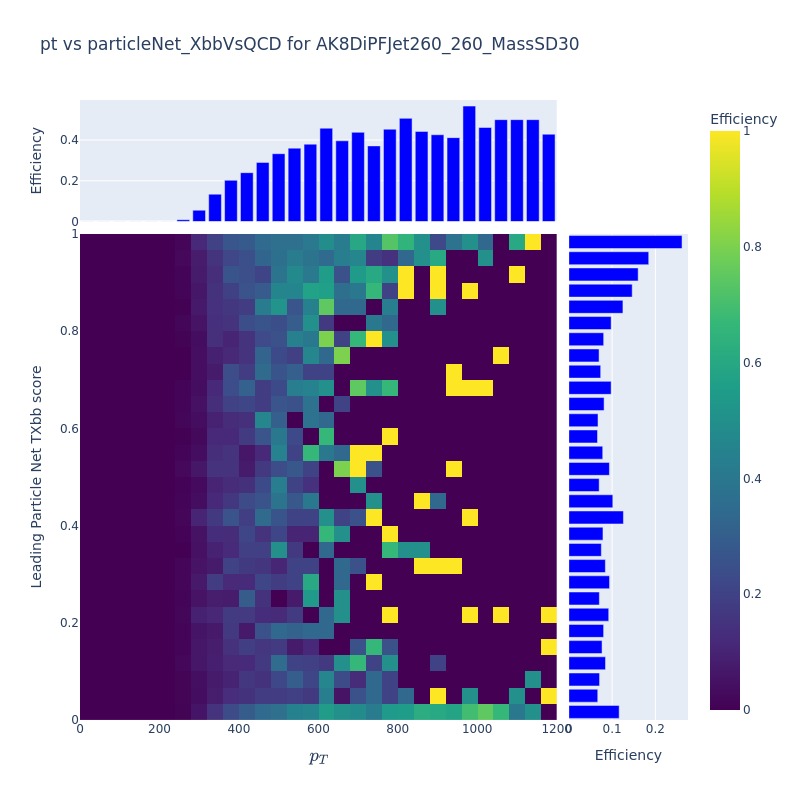 pt vs particleNet_XbbVsQCD for AK8DiPFJet260_260_MassSD30
Efficiency
0.4
0.2
0
Efficiency
1
0.8
0.6
0.4
0.2
0
Leading Particle Net TXbb score
1
0.8
0.6
0.4
0.2
0
0 200 400 600 800 1000 1200
p_T
0 0.1 0.2
Efficiency